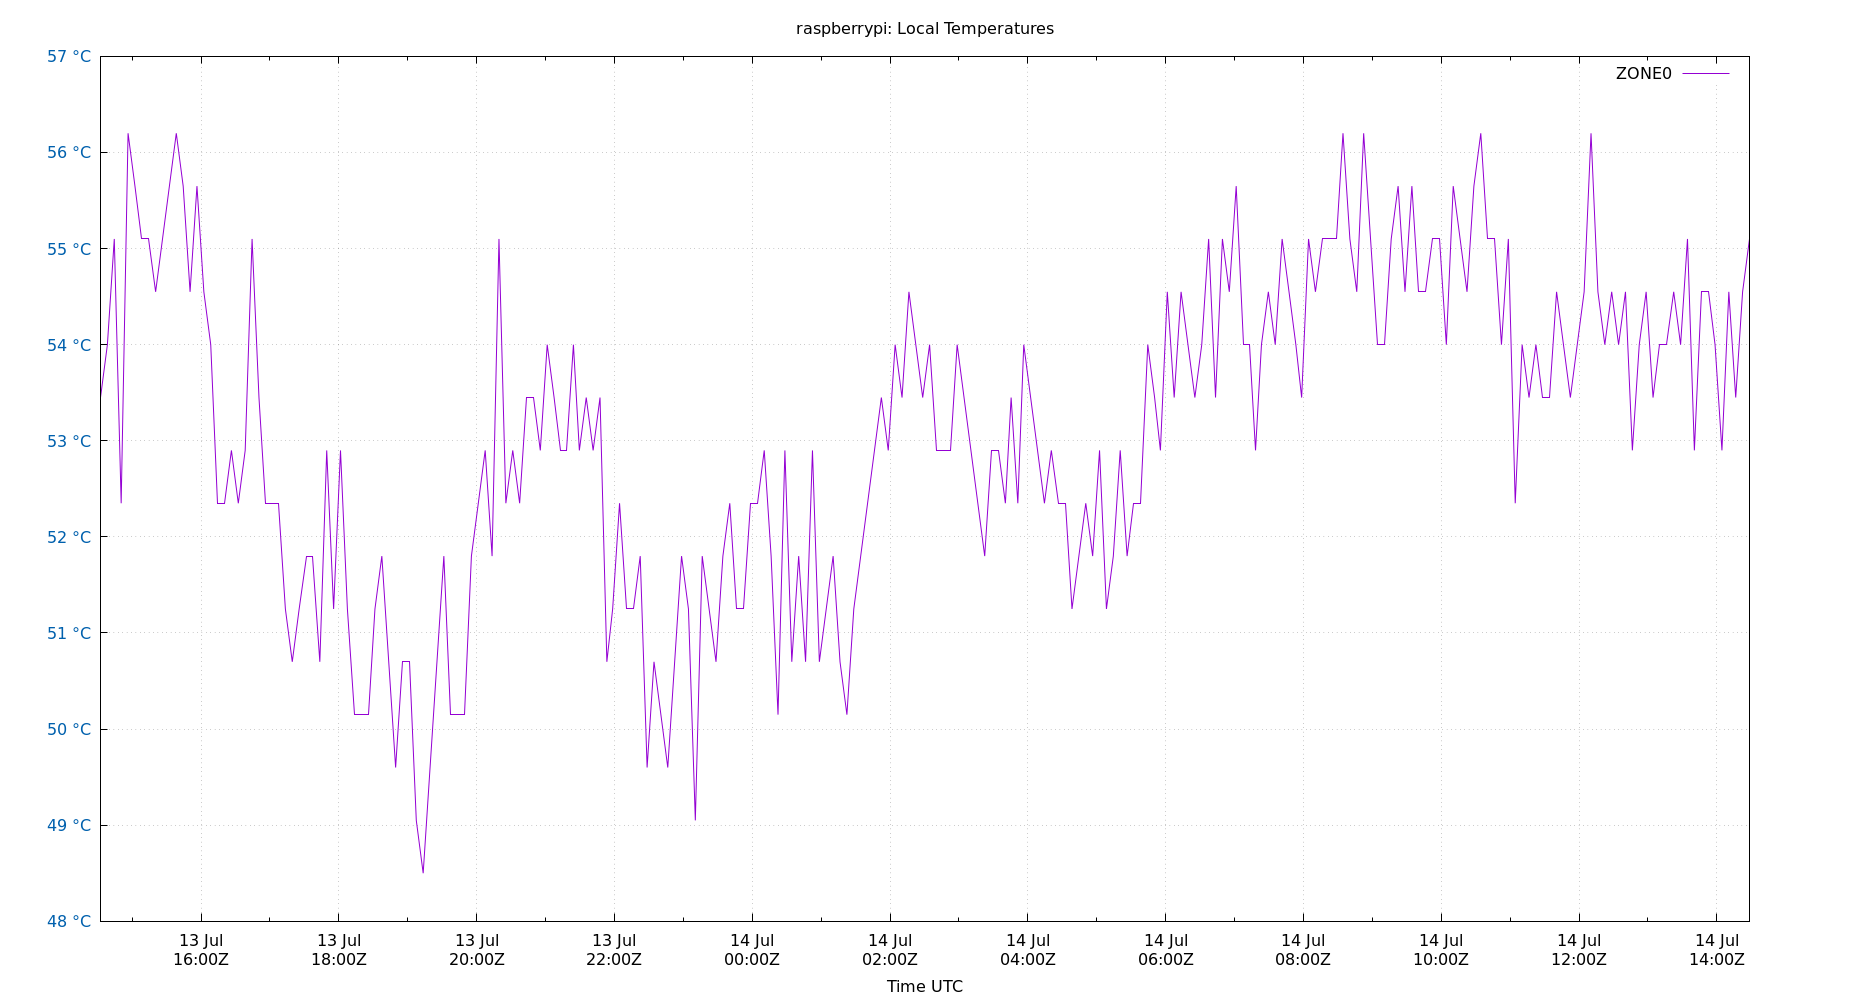 raspberrypi: Local Temperatures
ZONE0
57 °C
56 °C
55 °C
54 °C
53 °C
52 °C
51 °C
50 °C
49 °C
48 °C
13 Jul 13 Jul 13 Jul 13 Jul 14 Jul 14 Jul 14 Jul 14 Jul 14 Jul 14 Jul 14 Jul 14 Jul
16:00Z 18:00Z 20:00Z 22:00Z 00:00Z 02:00Z 04:00Z 06:00Z 08:00Z 10:00Z 12:00Z 14:00Z
Time UTC